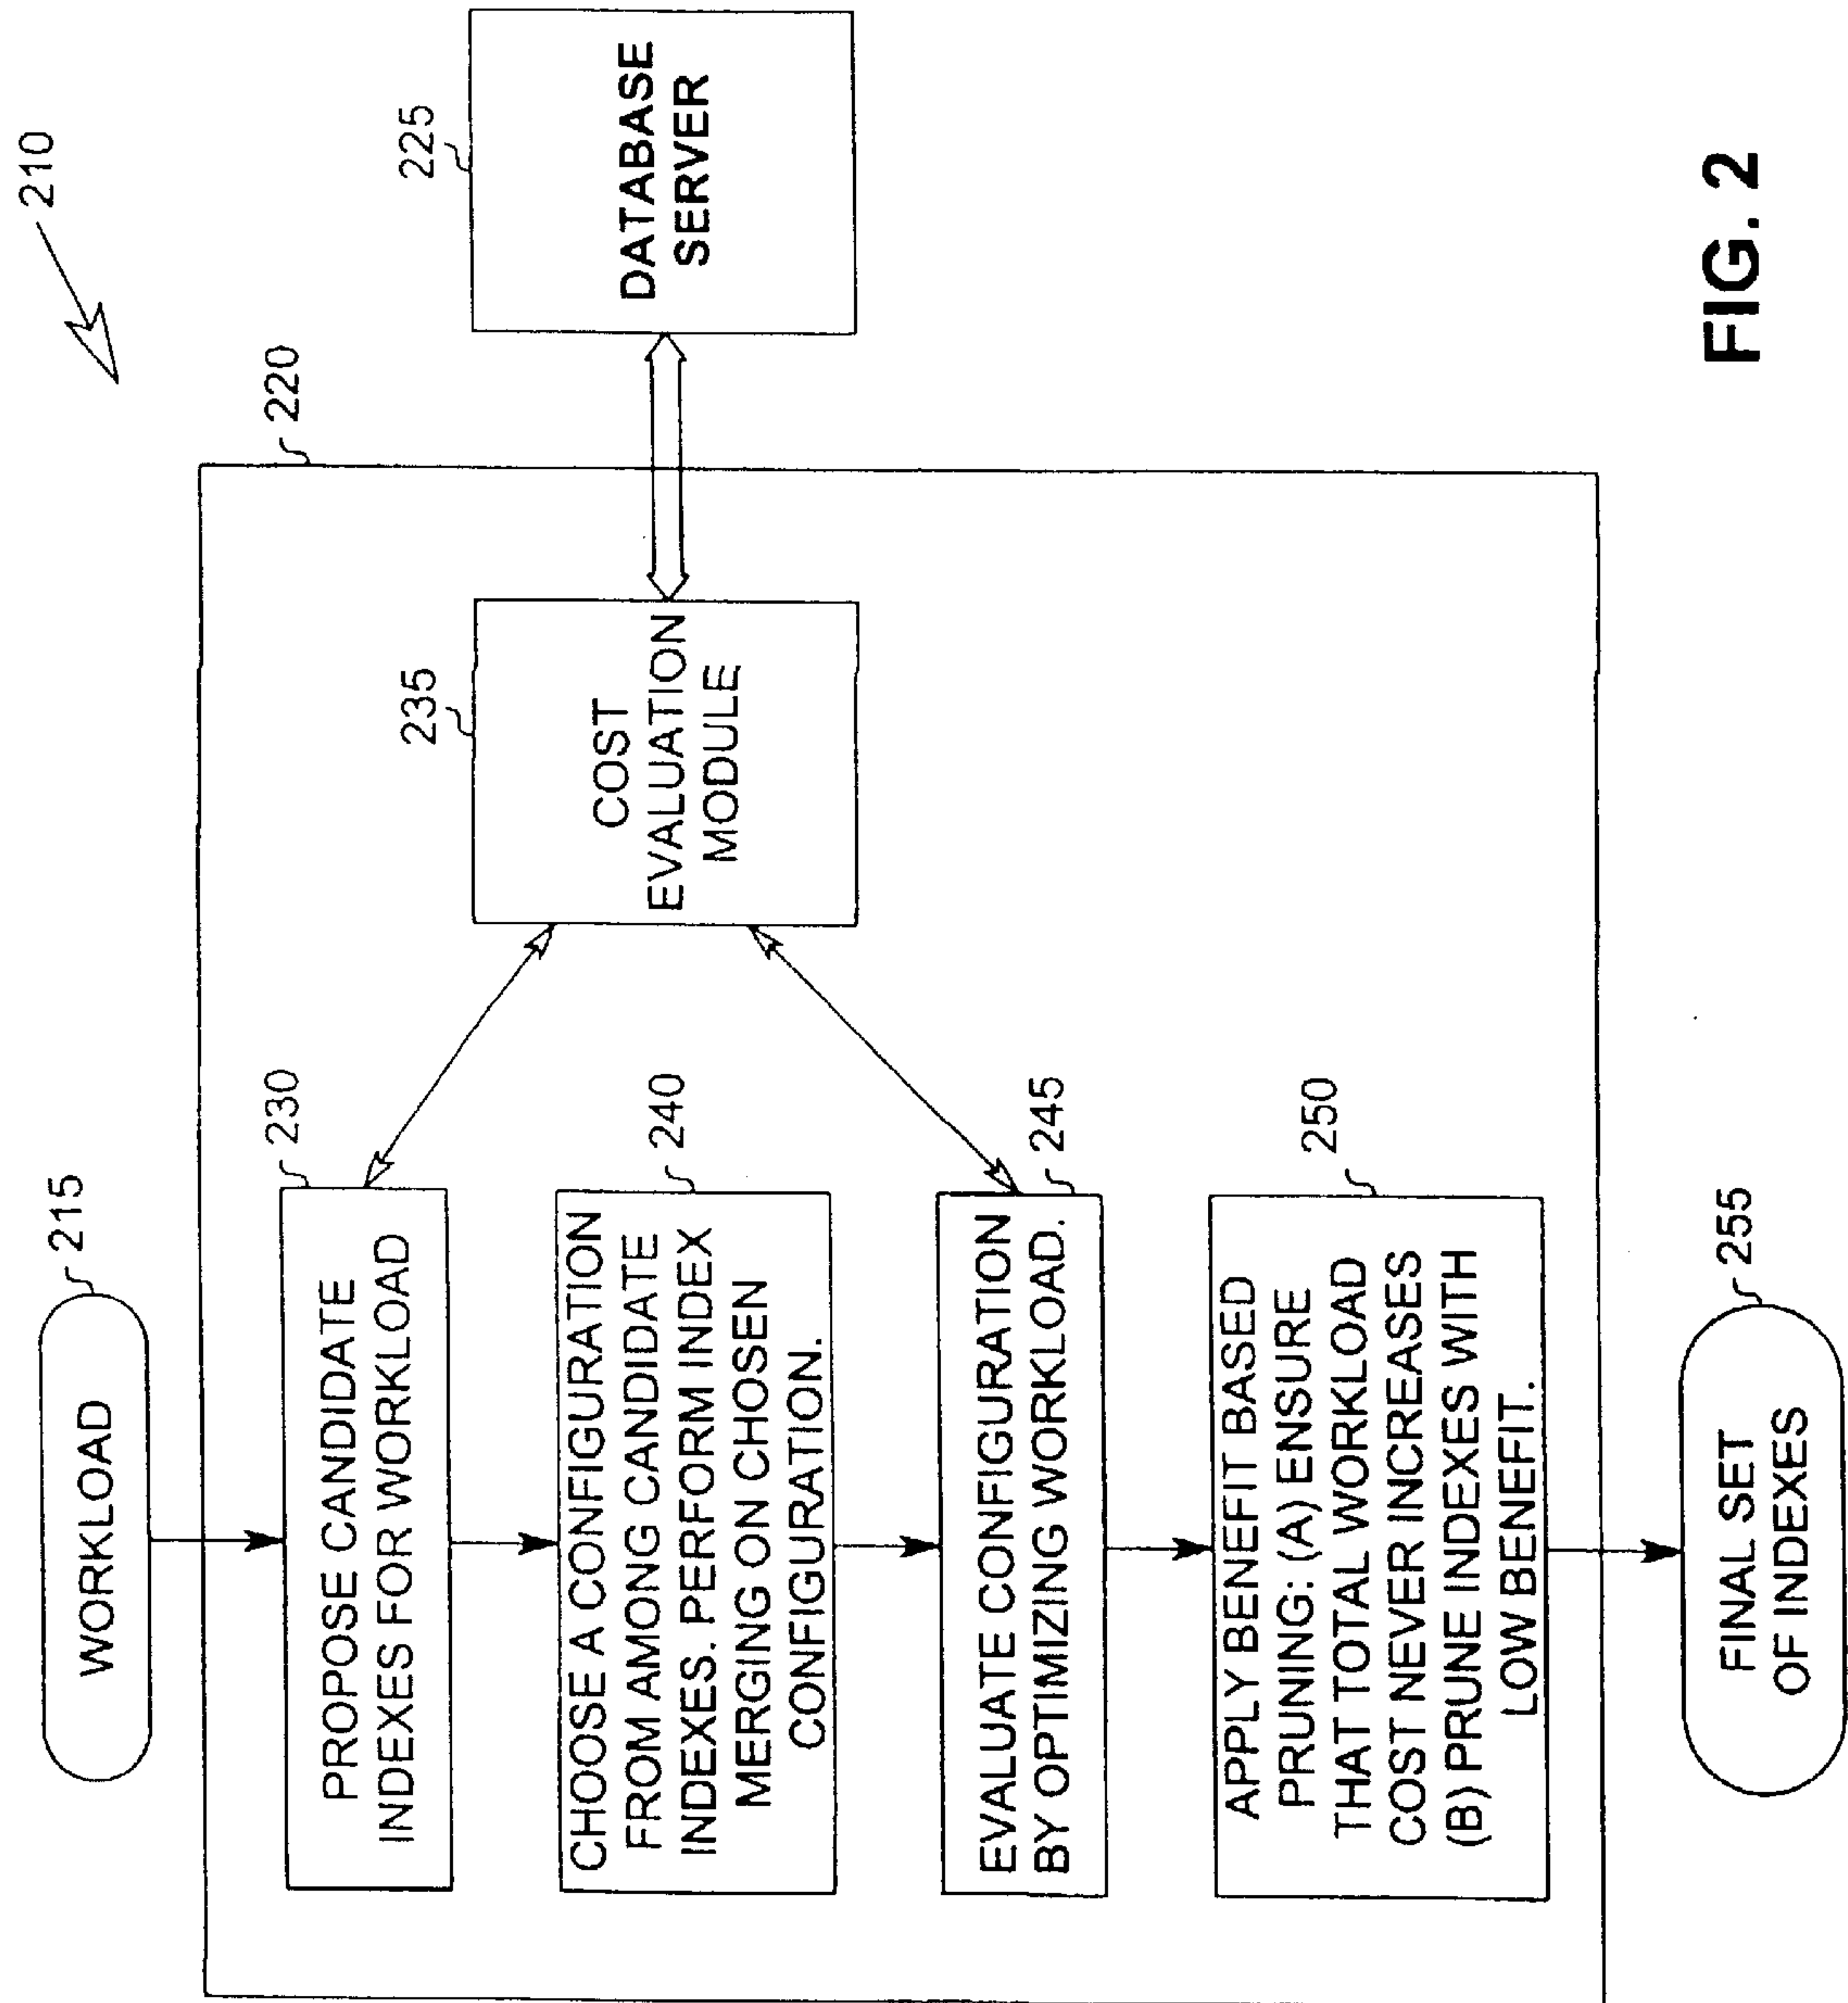 210
WORKLOAD
215
220
PROPOSE CANDIDATE
INDEXES FOR WORKLOAD
230
CHOOSE A CONFIGURATION
FROM AMONG CANDIDATE
INDEXES. PERFORM INDEX
MERGING ON CHOSEN
CONFIGURATION.
240
EVALUATE CONFIGURATION
BY OPTIMIZING WORKLOAD.
245
APPLY BENEFIT BASED
PRUNING: (A) ENSURE
THAT TOTAL WORKLOAD
COST NEVER INCREASES
(B) PRUNE INDEXES WITH
LOW BENEFIT.
250
FINAL SET
OF INDEXES
255
235
COST
EVALUATION
MODULE
225
DATABASE
SERVER
FIG. 2